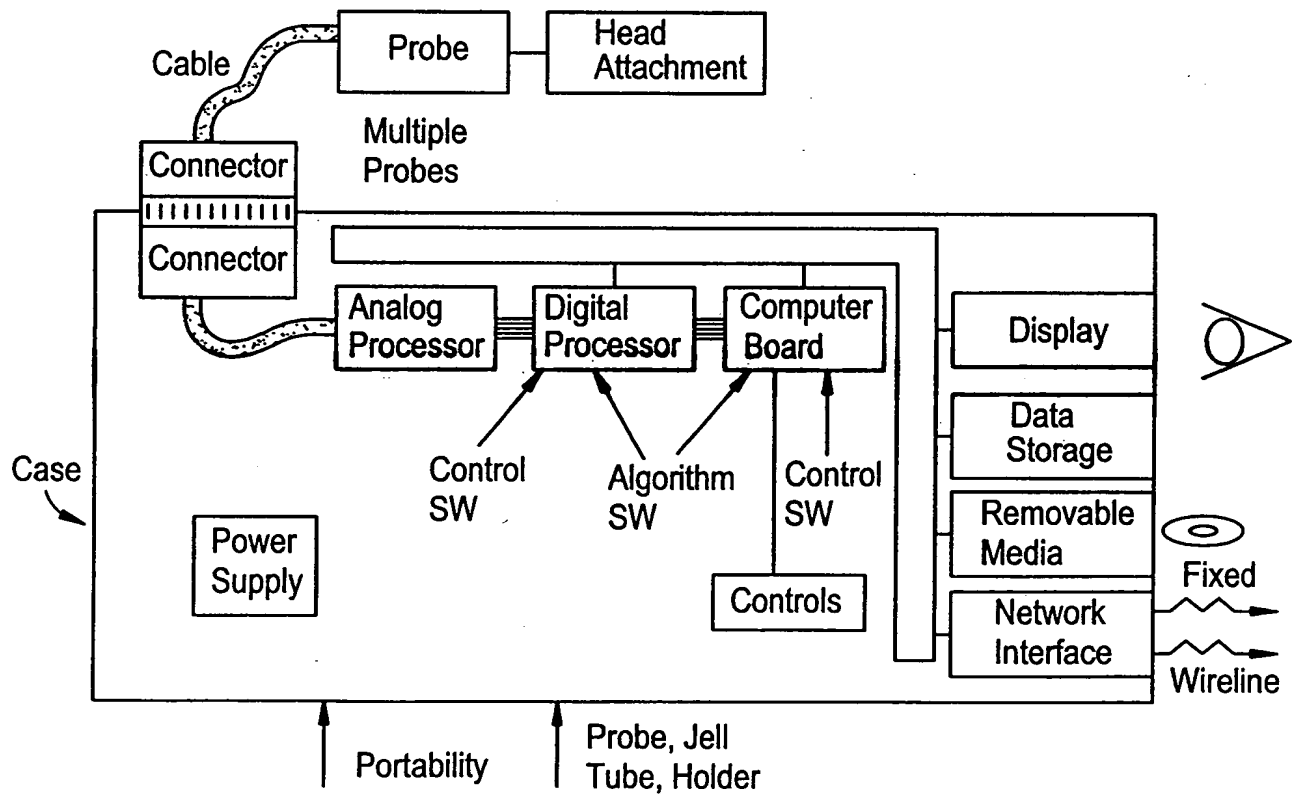 Cable
Probe
Head
Attachment
Multiple
Probes
Connector
Connector
Analog
Processor
Digital
Processor
Computer
Board
Display
Data
Storage
Removable
Media
Network
Interface
Fixed
Wireline
Control
SW
Algorithm
SW
Control
SW
Case
Power
Supply
Controls
Portability
Probe, Jell
Tube, Holder